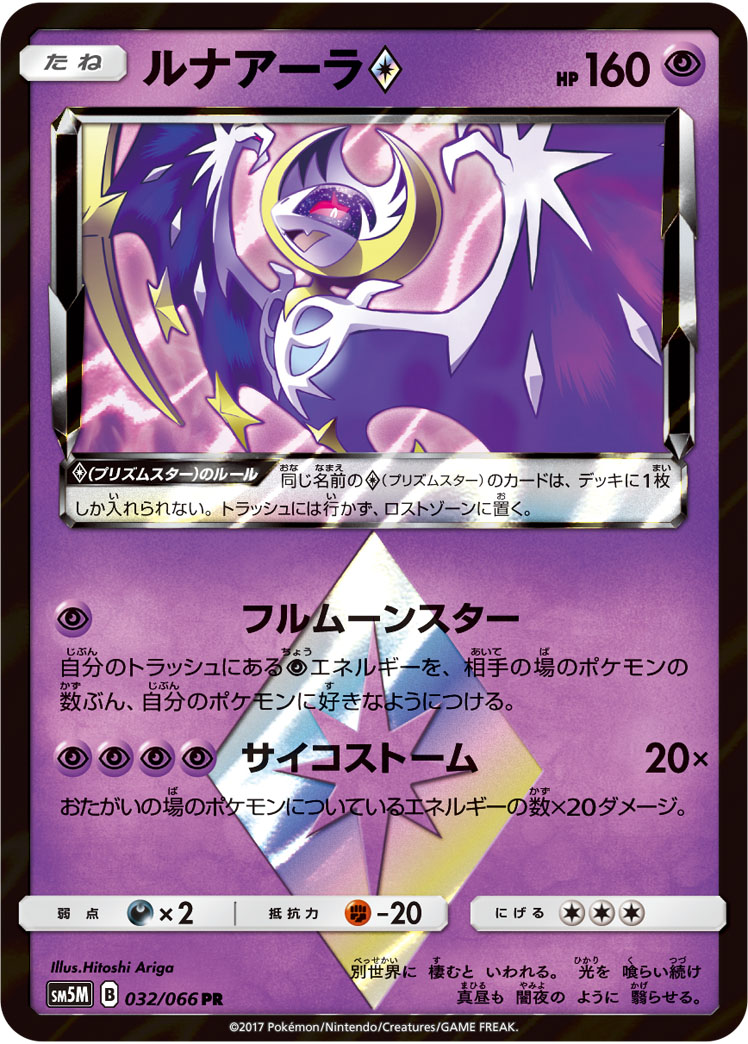 たね ルナアーラ◇ HP 160
◇(プリズムスター)のルール 同じ名前の◇(プリズムスター)のカードは、デッキに1枚
しか入れられない。トラッシュには行かず、ロストゾーンに置く。
フルムーンスター
自分のトラッシュにあるエネルギーを、相手の場のポケモンの
数ぶん、自分のポケモンに好きなようにつける。
サイコストーム 20×
おたがいの場のポケモンについているエネルギーの数×20ダメージ。
弱点 ×2 抵抗力 -20 にげる
Illus.Hitoshi Ariga
別世界に 棲むと いわれる。 光を 喰らい続け
真昼も 闇夜の ように 翳らせる。
SM5M B 032/066 PR
©2017 Pokémon/Nintendo/Creatures/GAME FREAK.